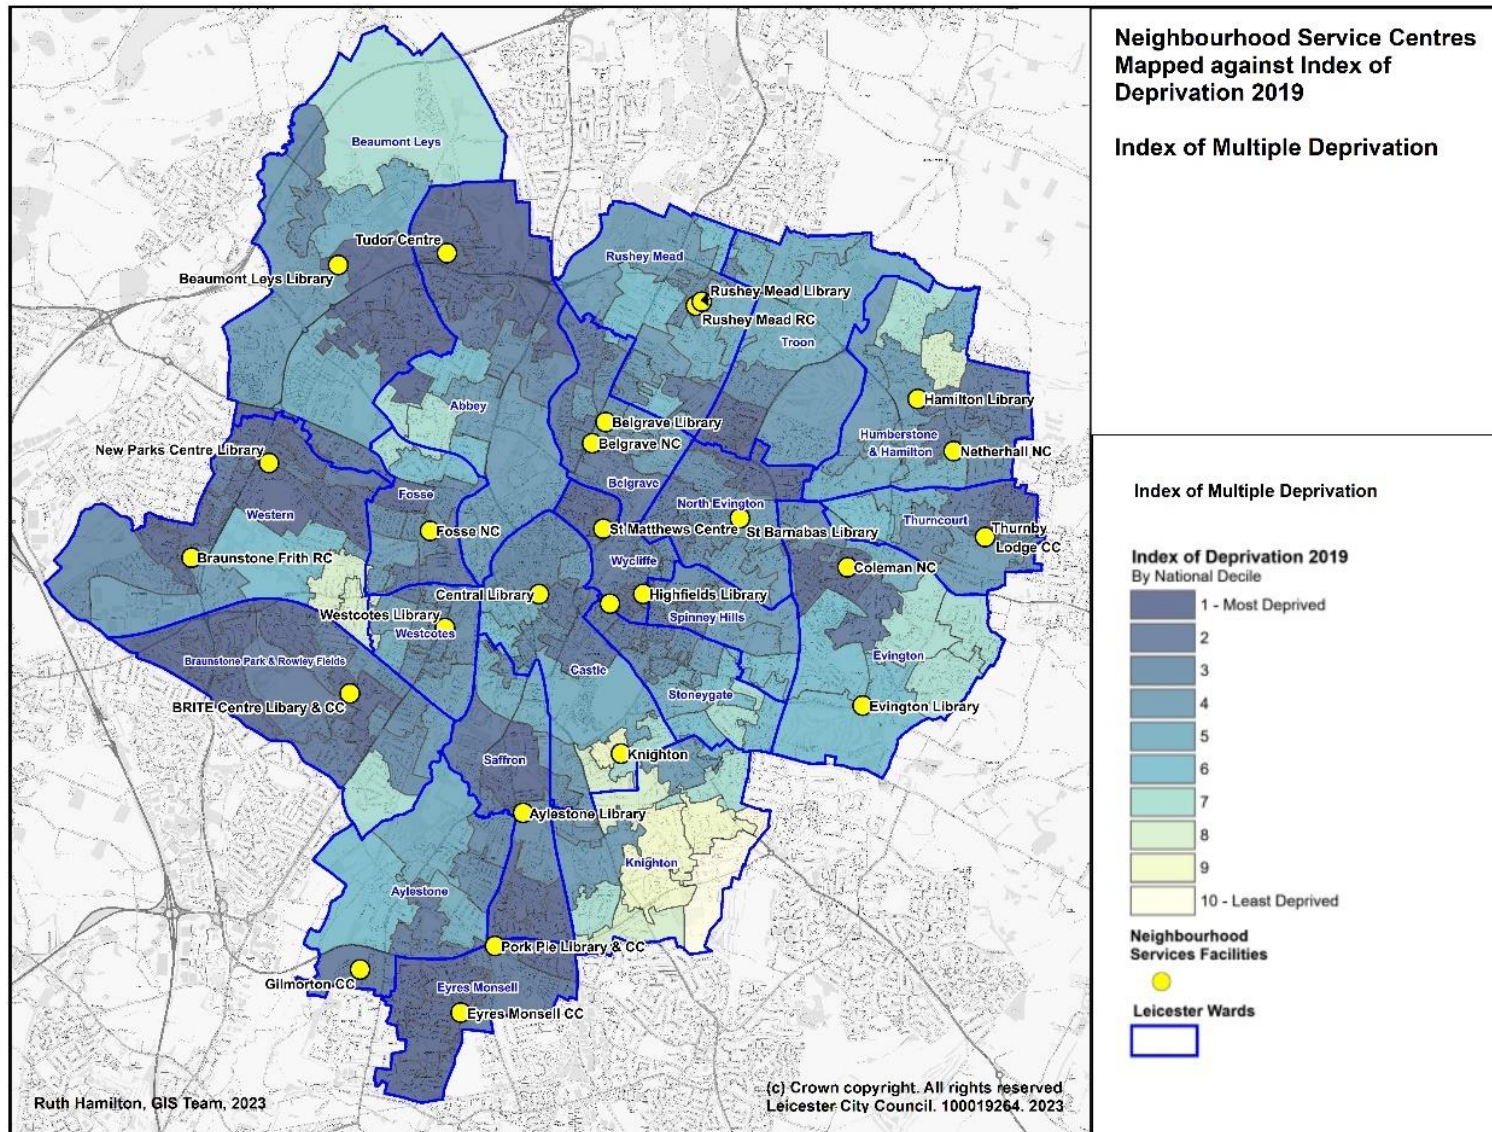 Neighbourhood Service Centres
Mapped against Index of
Deprivation 2019
Index of Multiple Deprivation
Beaumont Leys
Tudor Centre
Beaumont Leys Library
Rushey Mead
Rushey Mead Library
Rushey Mead RC
Troon
Abbey
Hamilton Library
Belgrave Library
Belgrave NC
Humberstone
& Hamilton
Netherhall NC
New Parks Centre Library
Belgrave
Fosse
North Evington
Western
Fosse NC
St Matthews Centre
St Barnabas Library
Thurncourt
Thurnby
Lodge CC
Braunstone Frith RC
Wycliffe
Coleman NC
Central Library
Highfields Library
Westcotes Library
Westcotes
Spinney Hills
Braunstone Park & Rowley Fields
Castle
Evington
Stoneygate
BRITE Centre Libary & CC
Evington Library
Saffron
Knighton
Aylestone Library
Knighton
Aylestone
Pork Pie Library & CC
Gilmorton CC
Eyres Monsell
Eyres Monsell CC
Ruth Hamilton, GIS Team, 2023
(c) Crown copyright. All rights reserved
Leicester City Council. 100019264. 2023
Index of Multiple Deprivation
Index of Deprivation 2019
By National Decile
1 - Most Deprived
2
3
4
5
6
7
8
9
10 - Least Deprived
Neighbourhood
Services Facilities
Leicester Wards